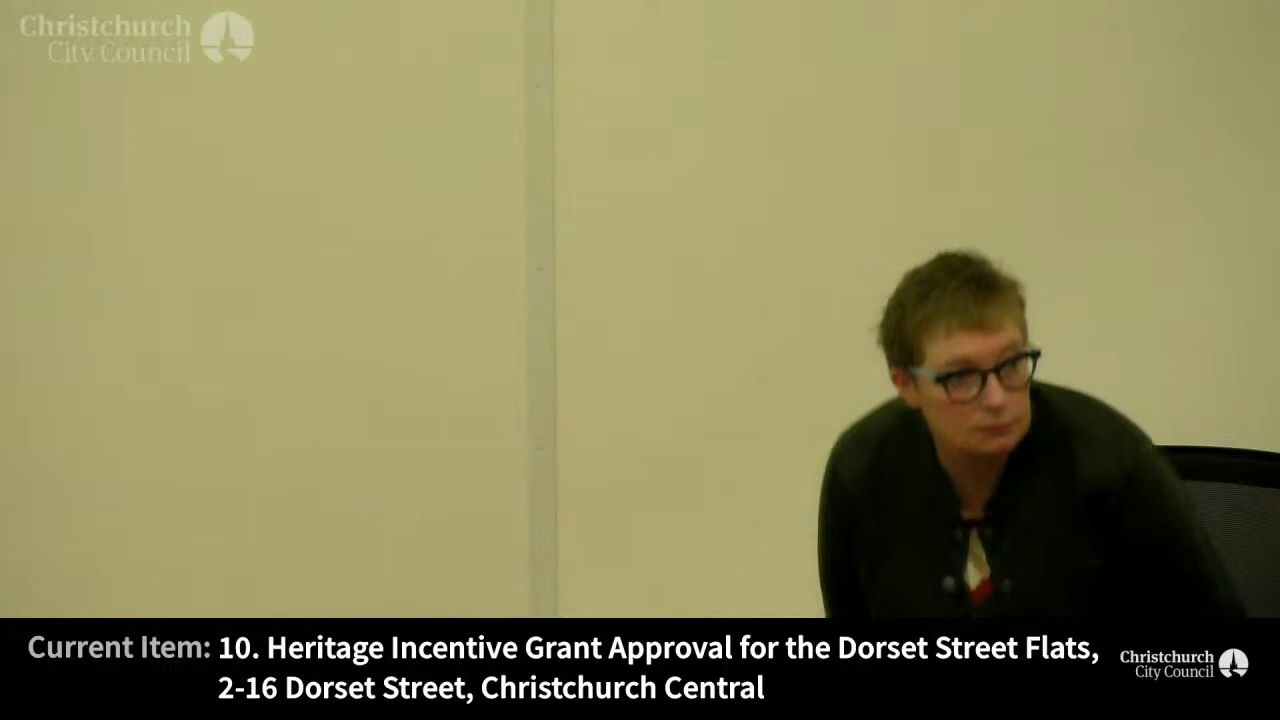 Christchurch
City Council
Current Item: 10. Heritage Incentive Grant Approval for the Dorset Street Flats,
2-16 Dorset Street, Christchurch Central
Christchurch
City Council